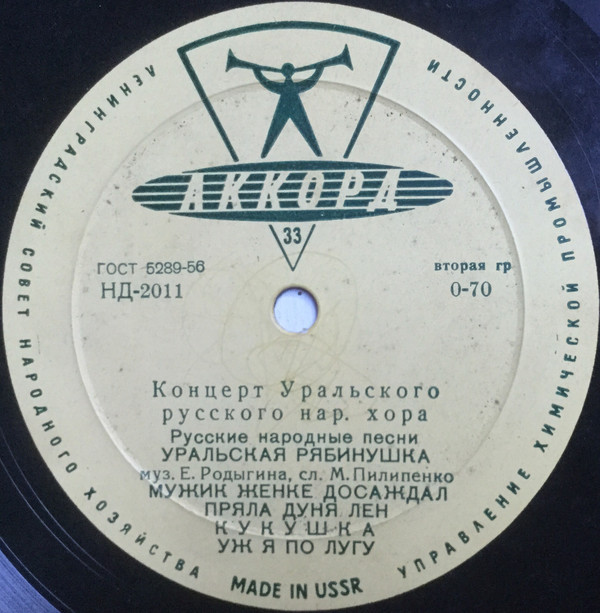 ЛЕНИНГРАДСКИЙ СОВЕТ НАРОДНОГО ХОЗЯЙСТВА
УПРАВЛЕНИЕ ХИМИЧЕСКОЙ ПРОМЫШЛЕННОСТИ
АККОРД
33
ГОСТ 5289-56
НД-2011
вторая гр
0-70
Концерт Уральского
русского нар. хора
Русские народные песни
УРАЛЬСКАЯ РЯБИНУШКА
муз. Е. Родыгина, сл. М. Пилипенко
МУЖИК ЖЕНКЕ ДОСАЖДАЛ
ПРЯЛА ДУНЯ ЛЕН
КУКУШКА
УЖ Я ПО ЛУГУ
MADE IN USSR